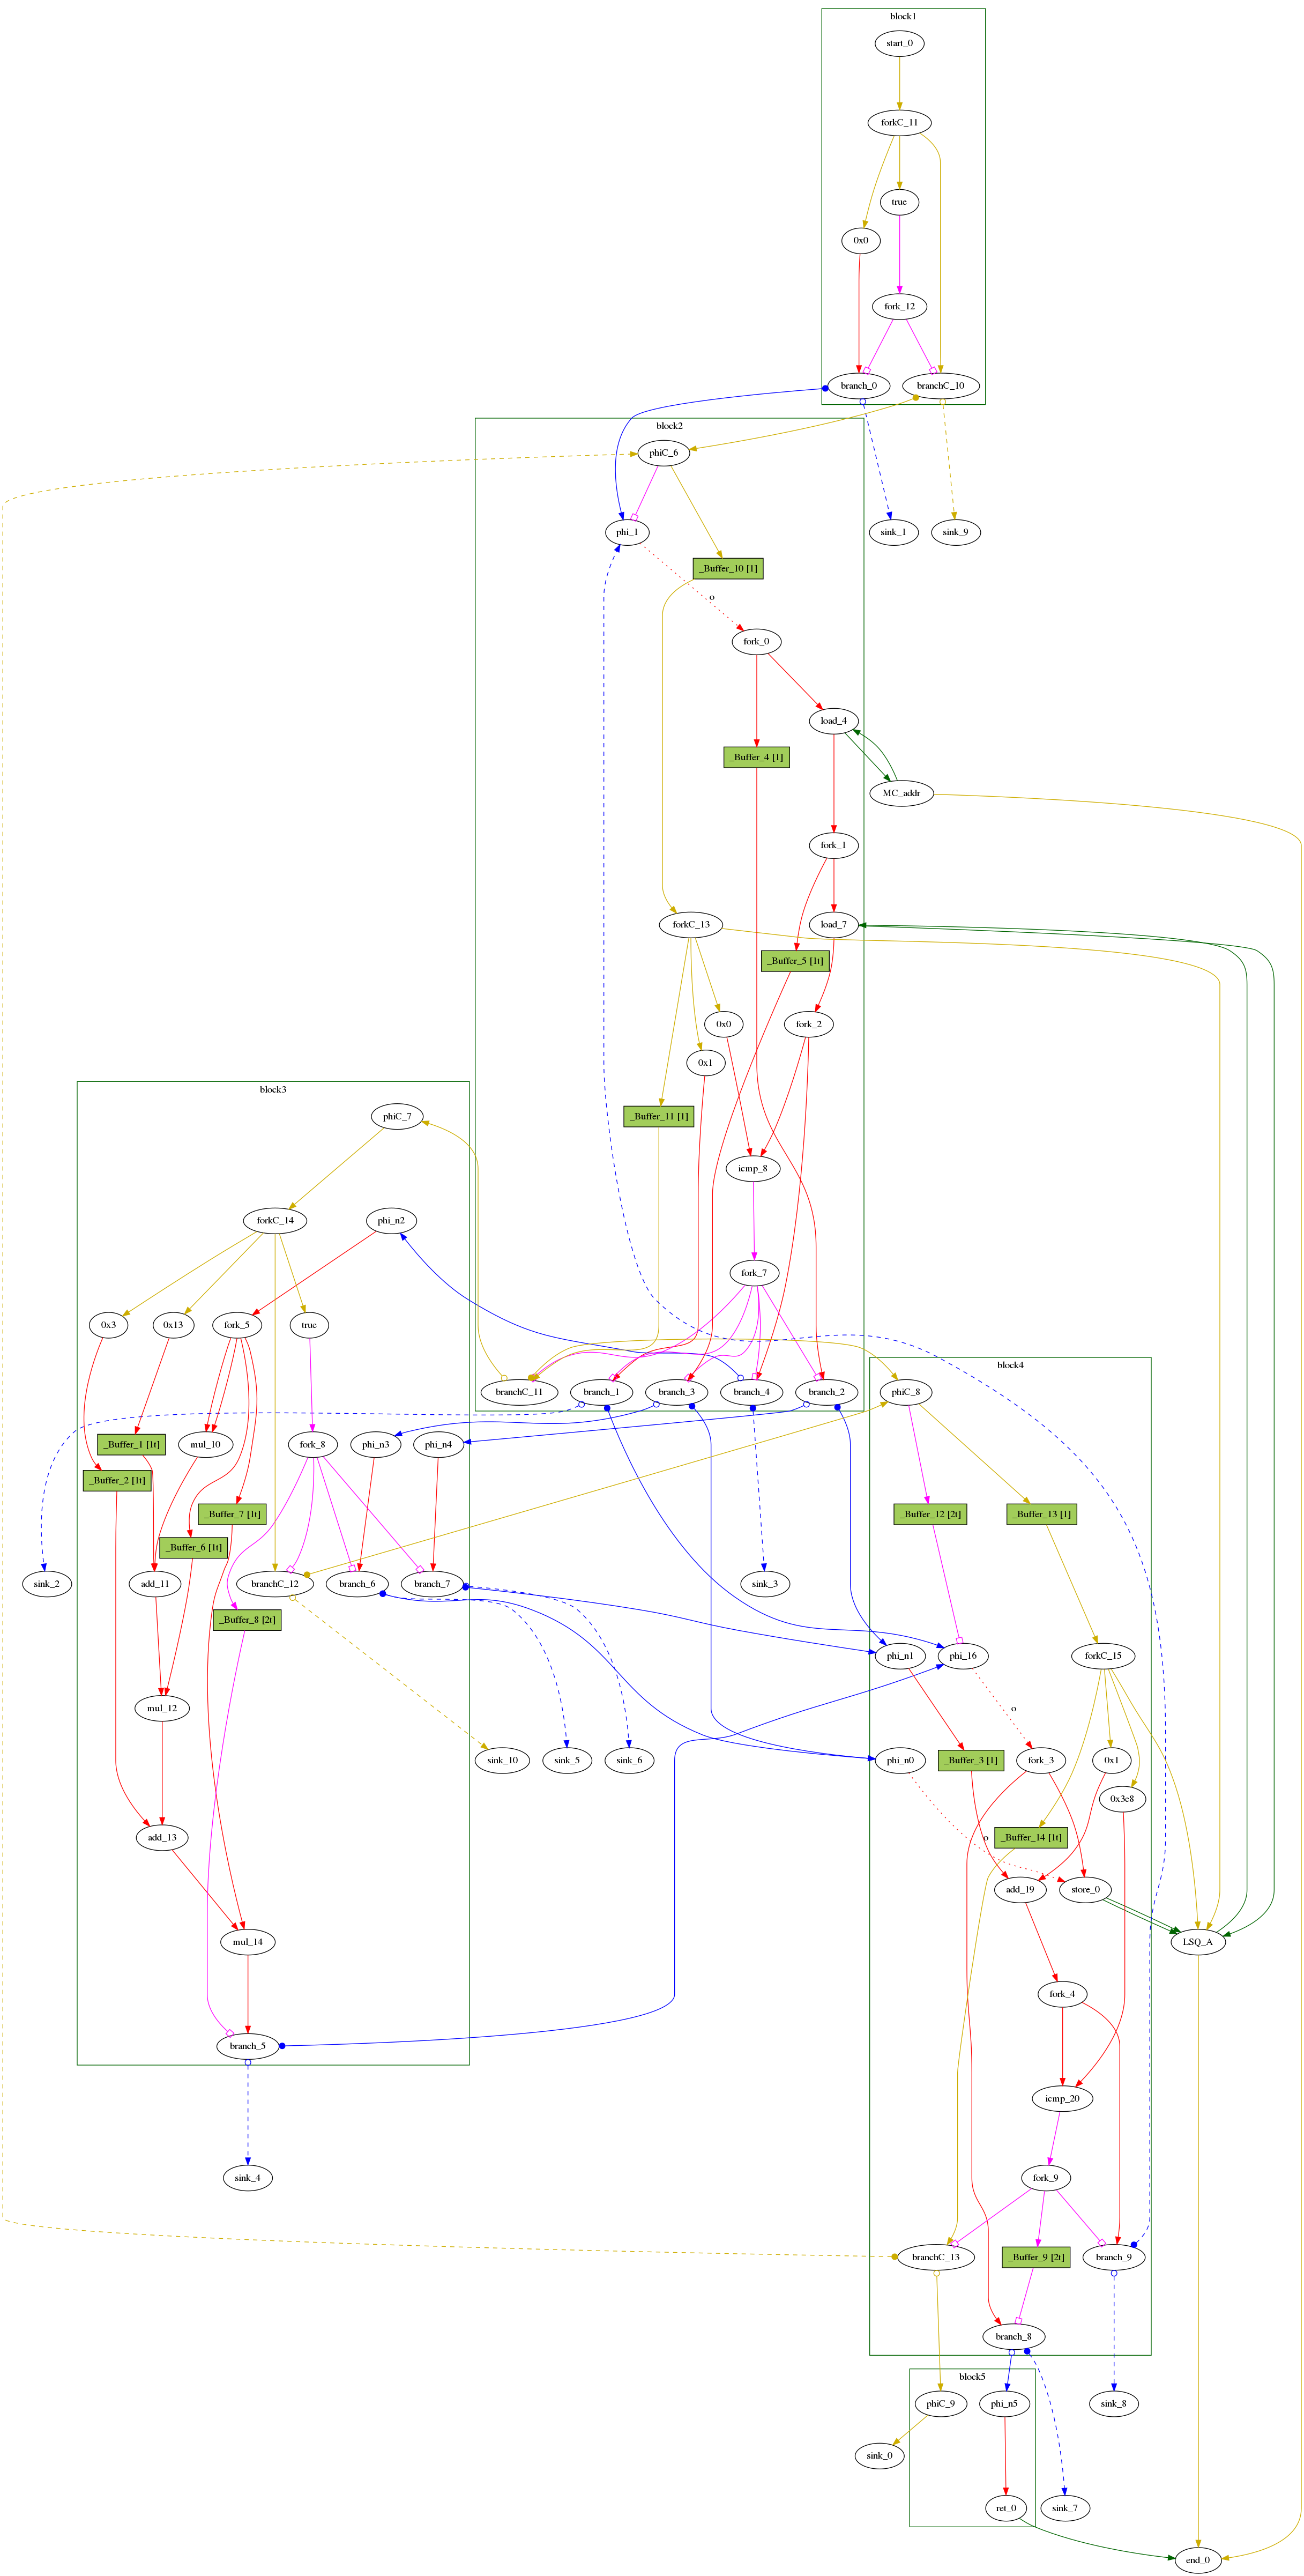 block1
start_0
forkC_11
true
0x0
fork_12
branch_0
branchC_10
block2
phiC_6
phi_1
sink_1
sink_9
_Buffer_10 [1]
o
fork_0
load_4
_Buffer_4 [1]
MC_addr
fork_1
forkC_13
load_7
_Buffer_5 [1t]
0x0
fork_2
0x1
block3
phiC_7
_Buffer_11 [1]
icmp_8
forkC_14
phi_n2
fork_7
0x3
0x13
fork_5
true
block4
branchC_11
branch_1
branch_3
branch_4
branch_2
phiC_8
_Buffer_1 [1t]
mul_10
fork_8
phi_n3
phi_n4
_Buffer_2 [1t]
_Buffer_7 [1t]
_Buffer_12 [2t]
_Buffer_13 [1]
_Buffer_6 [1t]
sink_2
add_11
branchC_12
branch_6
branch_7
sink_3
_Buffer_8 [2t]
phi_n1
phi_16
forkC_15
mul_12
o
sink_10
sink_5
sink_6
phi_n0
_Buffer_3 [1]
fork_3
0x1
0x3e8
add_13
o
_Buffer_14 [1t]
add_19
store_0
mul_14
LSQ_A
fork_4
branch_5
icmp_20
sink_4
fork_9
branchC_13
_Buffer_9 [2t]
branch_9
branch_8
block5
phiC_9
phi_n5
sink_8
sink_0
ret_0
sink_7
end_0